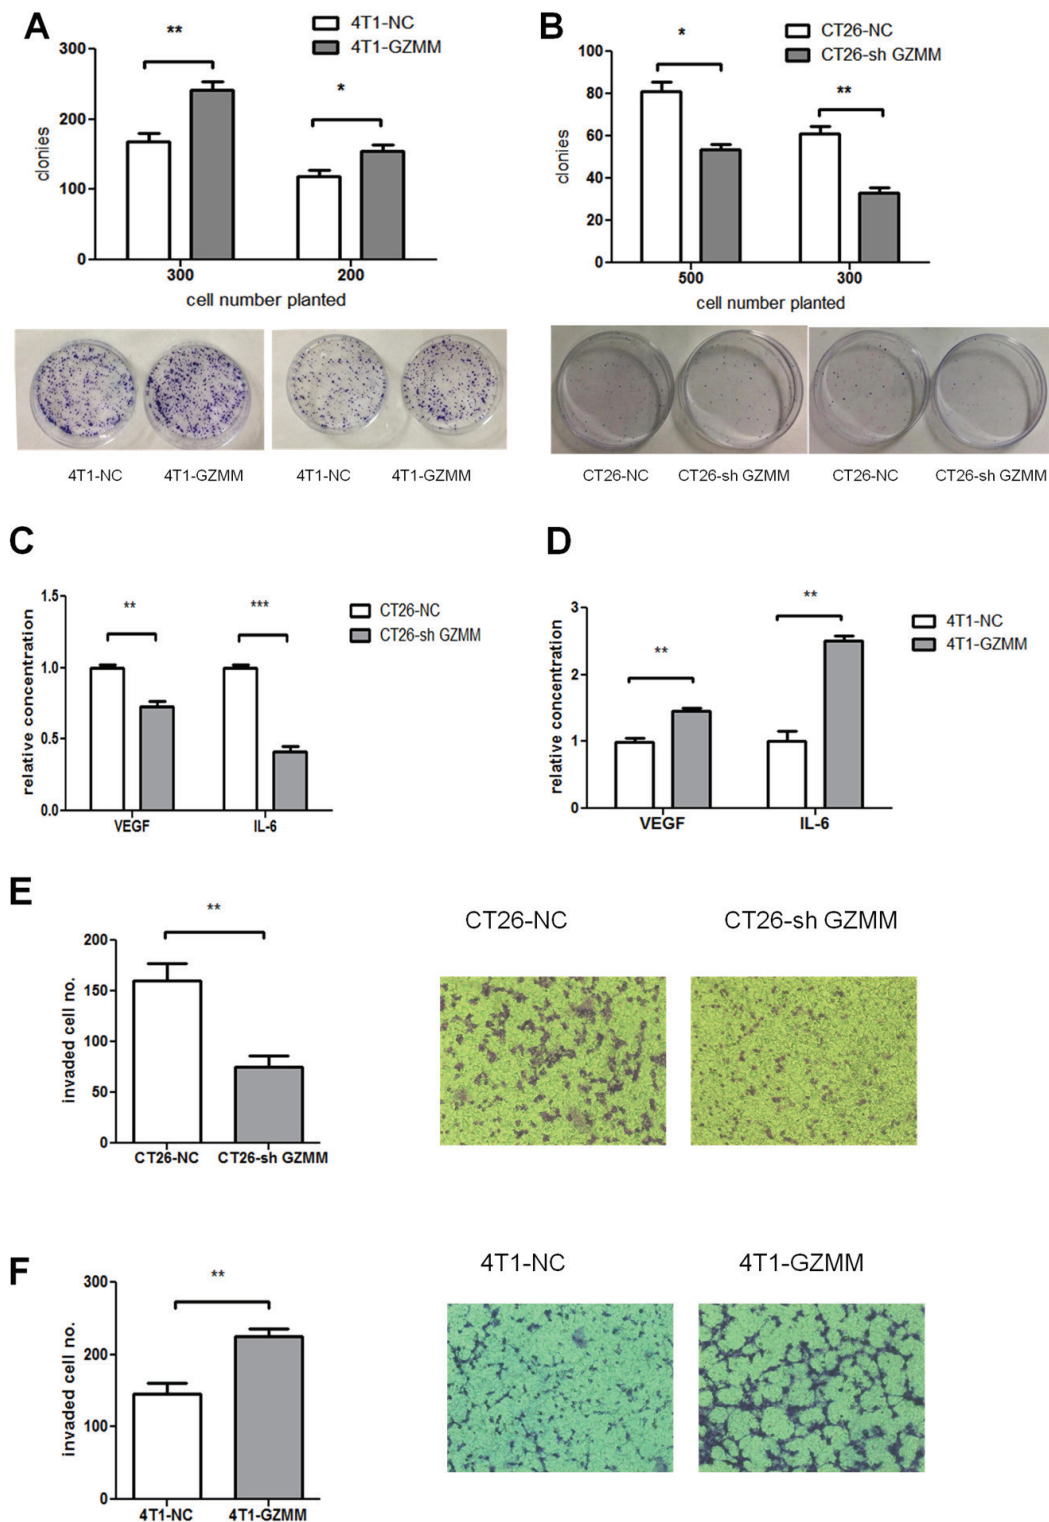 A
**
*
4T1-NC
4T1-GZMM
300
200
100
0
clonies
300
200
cell number planted
4T1-NC
4T1-GZMM
4T1-NC
4T1-GZMM
B
*
**
CT26-NC
CT26-sh GZMM
100
80
60
40
20
0
clonies
500
300
cell number planted
CT26-NC
CT26-sh GZMM
CT26-NC
CT26-sh GZMM
C
**
***
CT26-NC
CT26-sh GZMM
1.5
1.0
0.5
0.0
relative concentration
VEGF
IL-6
D
**
**
4T1-NC
4T1-GZMM
3
2
1
0
relative concentration
VEGF
IL-6
E
**
200
150
100
50
0
invaded cell no.
CT26-NC
CT26-sh GZMM
CT26-NC
CT26-sh GZMM
F
**
300
200
100
0
invaded cell no.
4T1-NC
4T1-GZMM
4T1-NC
4T1-GZMM